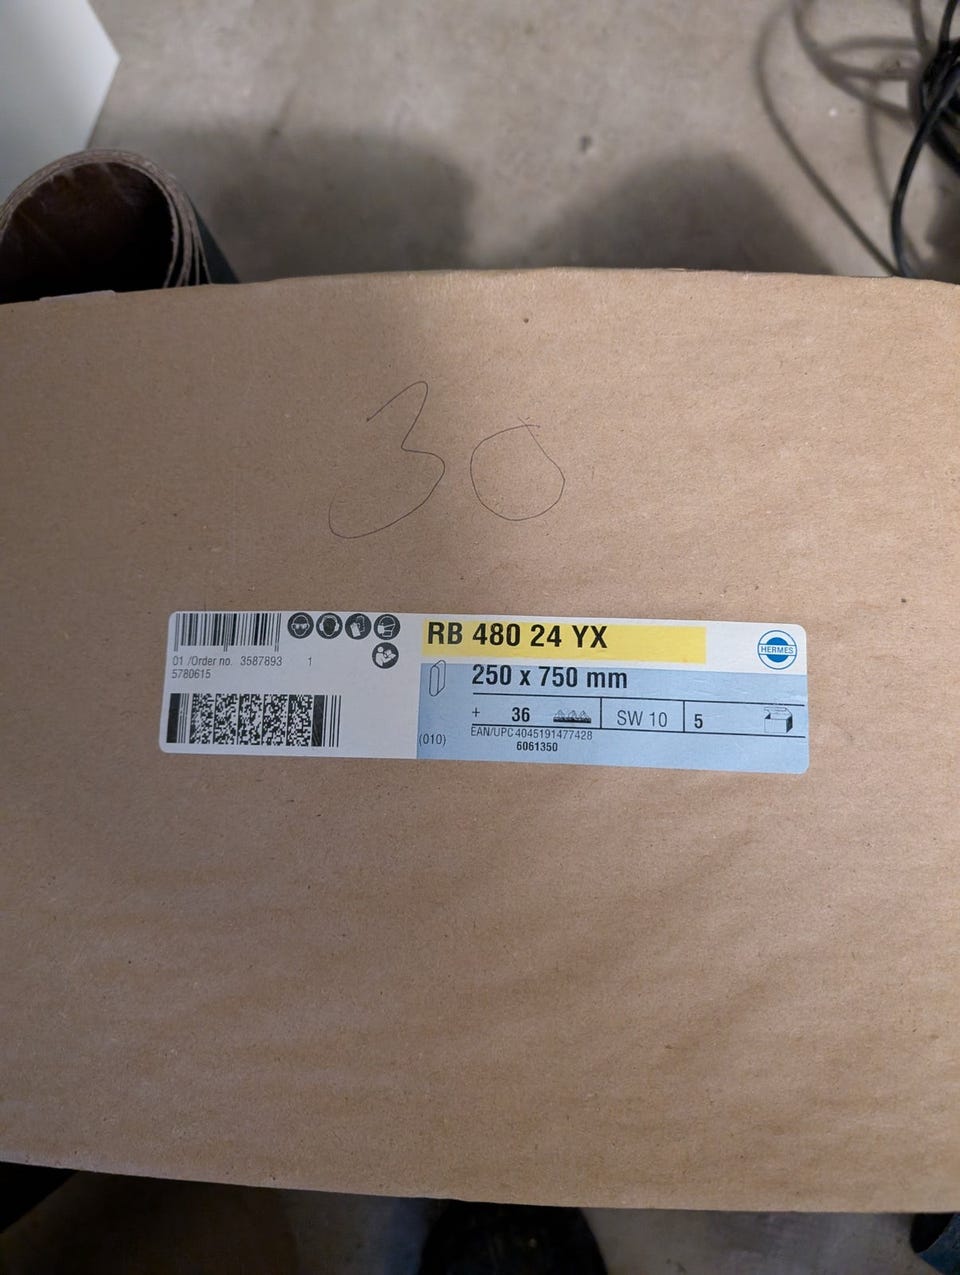 30
RB 480 24 YX
HERMES
01 /Order no. 3587893 1
5780615
250 x 750 mm
+ 36 SW 10 5
(010)
EAN/UPC 4045191477428
6061350